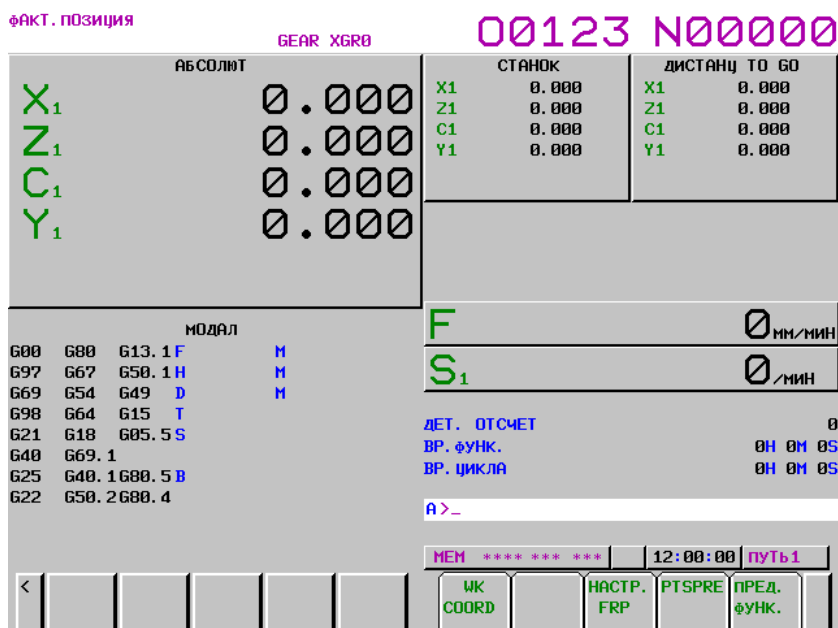 фАКТ.ПОЗИЦИЯ
GEAR XGR0 O0123 N00000
АБСОЛЮТ
X1 0.000
Z1 0.000
C1 0.000
Y1 0.000
СТАНОК
X1 0.000
Z1 0.000
C1 0.000
Y1 0.000
ДИСТАНЦ TO GO
X1 0.000
Z1 0.000
C1 0.000
Y1 0.000
F 0 ММ/МИН
S1 0 /МИН
МОДАЛ
G00 G80 G13.1 F M
G97 G67 G50.1 H M
G69 G54 G49 D M
G98 G64 G15 T
G21 G18 G05.5 S
G40 G69.1
G25 G40.1 G80.5 B
G22 G50.2 G80.4
ДЕТ. ОТСЧЕТ 0
ВР.фУНК. 0H 0M 0S
ВР.ЦИКЛА 0H 0M 0S
A>_
MEM **** *** *** 12:00:00 ПУТЬ1
<
WK
COORD
НАСТР.
FRP
PTSPRE
ПРЕД.
фУНК.